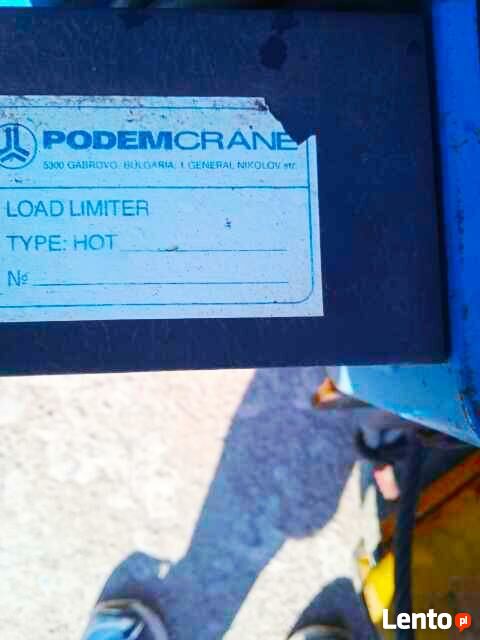 PODEMCRANE
5300 GABROVO, BULGARIA, 1, GENERAL NIKOLOV str.
LOAD LIMITER
TYPE: HOT
№
Lento.pl